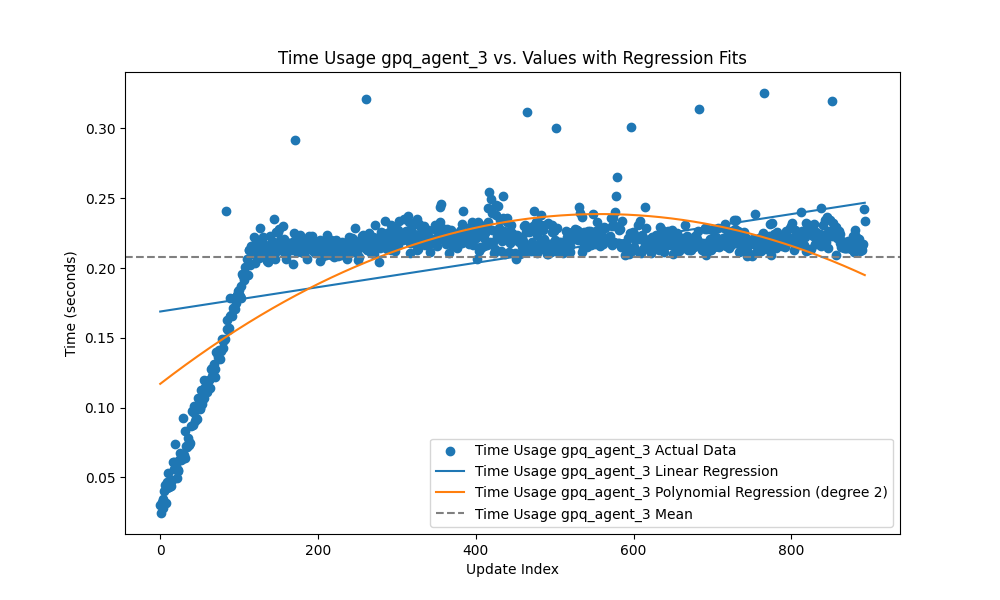 Time Usage gpq_agent_3 vs. Values with Regression Fits
0.30
0.25
0.20
0.15
0.10
0.05
Time (seconds)
Time Usage gpq_agent_3 Actual Data
Time Usage gpq_agent_3 Linear Regression
Time Usage gpq_agent_3 Polynomial Regression (degree 2)
Time Usage gpq_agent_3 Mean
0 200 400 600 800
Update Index